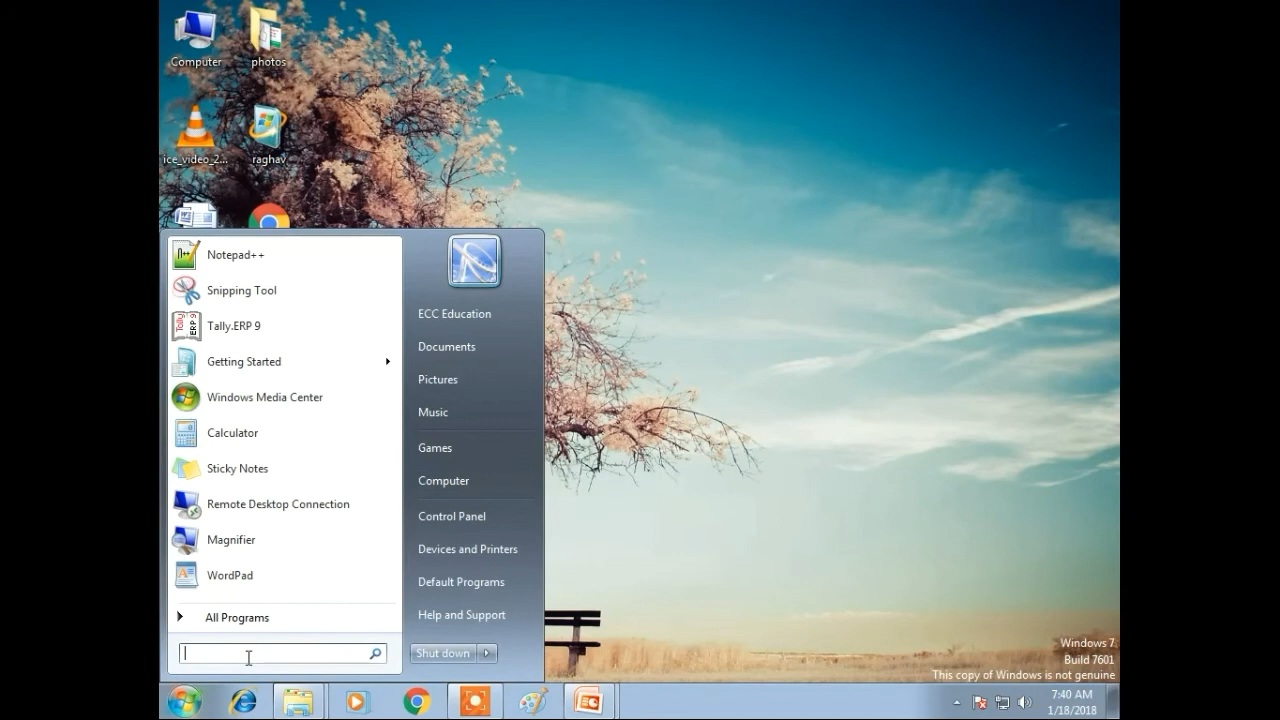 Computer
photos
ice_video_2...
raghav
Notepad++
Snipping Tool
Tally.ERP 9
Getting Started
Windows Media Center
Calculator
Sticky Notes
Remote Desktop Connection
Magnifier
WordPad
All Programs
ECC Education
Documents
Pictures
Music
Games
Computer
Control Panel
Devices and Printers
Default Programs
Help and Support
Shut down
Windows 7
Build 7601
This copy of Windows is not genuine
7:40 AM
1/18/2018